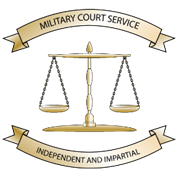 MILITARY COURT SERVICE
INDEPENDENT AND IMPARTIAL